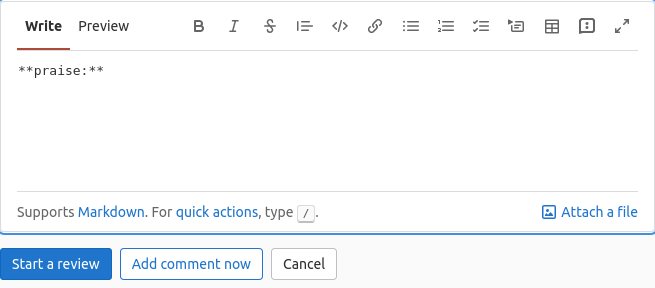 Write Preview
**praise:**
Supports Markdown. For quick actions, type /. Attach a file
Start a review Add comment now Cancel